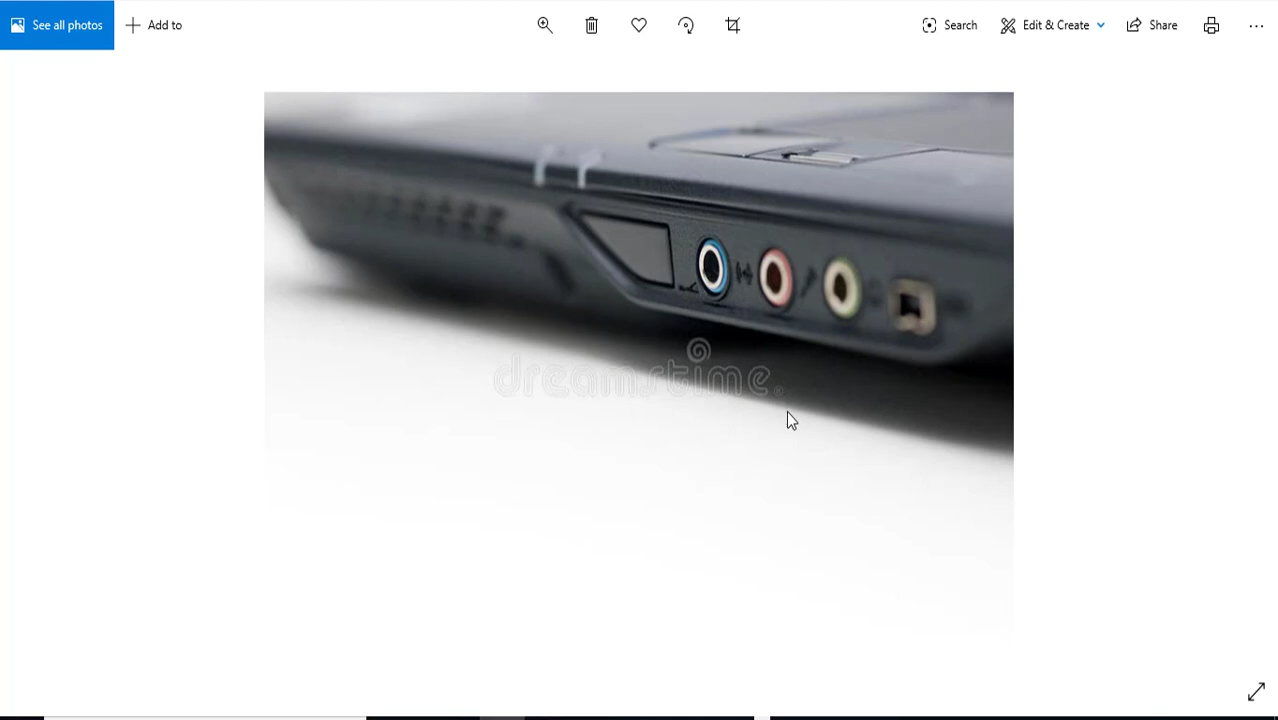 See all photos
Add to
Search
Edit & Create
Share
dreamstime.